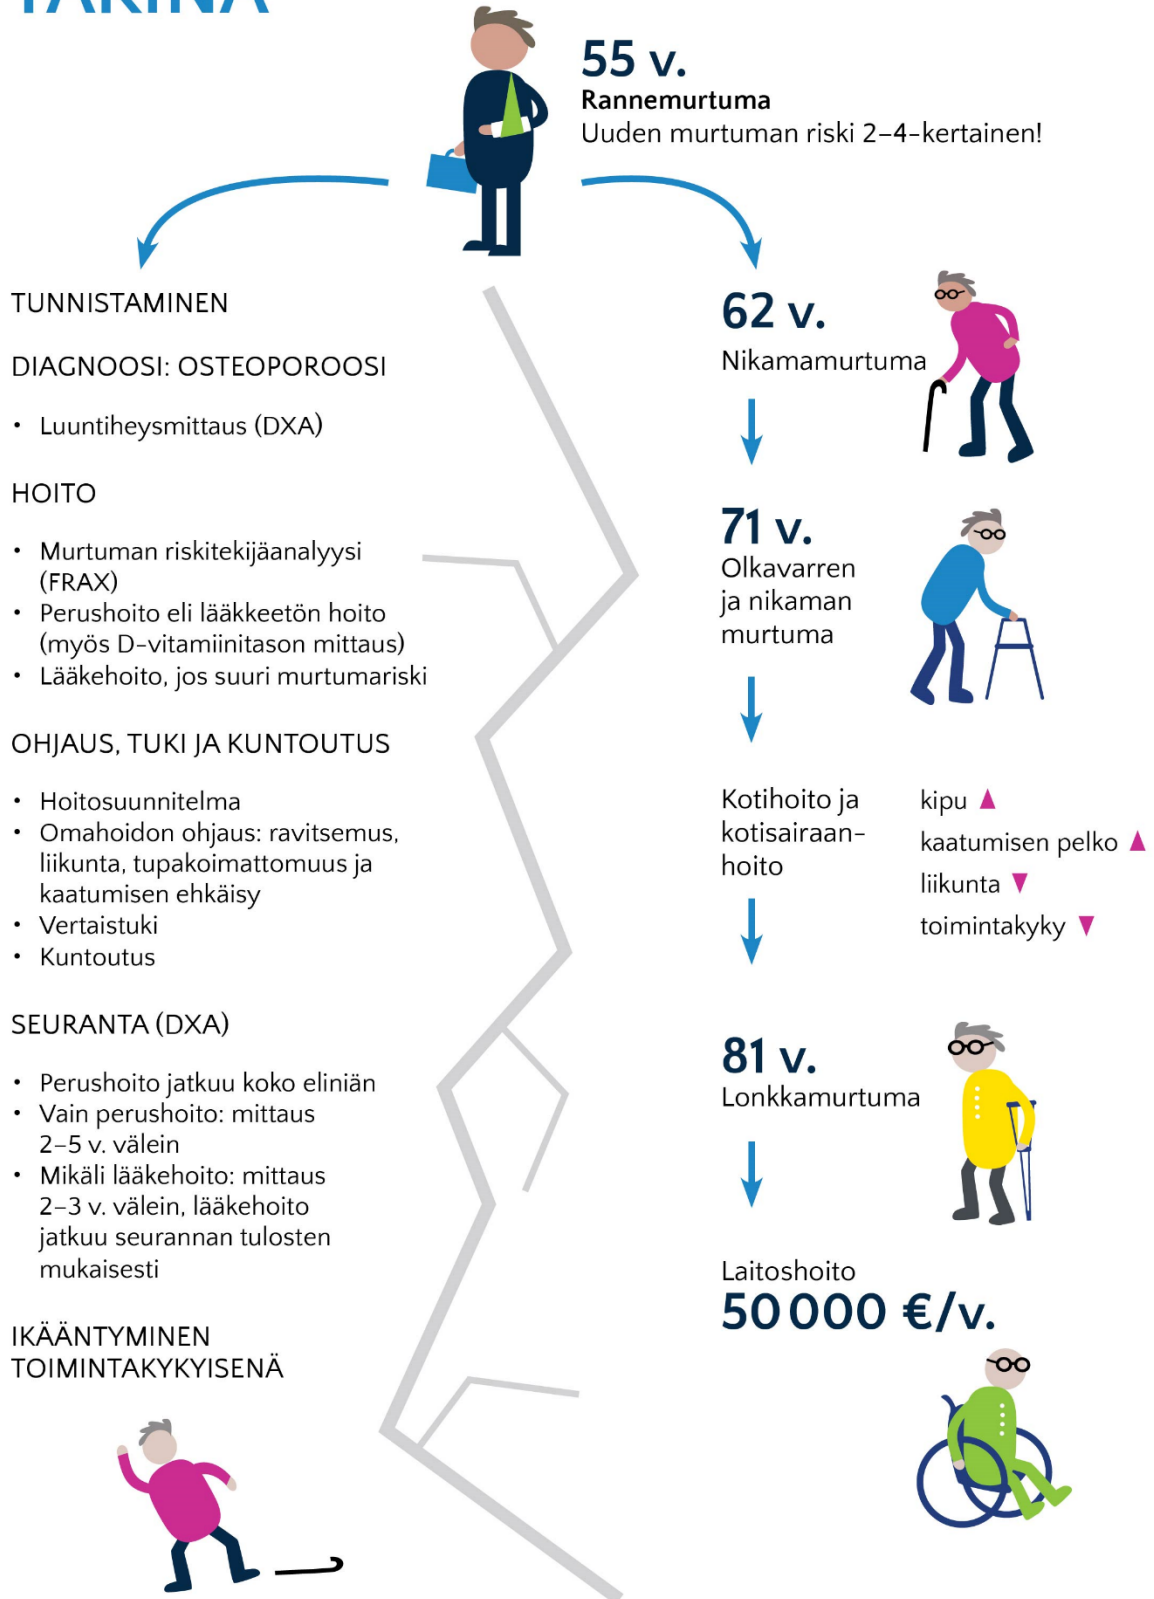 55 v.
Rannemurtuma
Uuden murtuman riski 2–4-kertainen!
TUNNISTAMINEN
DIAGNOOSI: OSTEOPOROOSI
• Luuntiheysmittaus (DXA)
HOITO
• Murtuman riskitekijäanalyysi
(FRAX)
• Perushoito eli lääkkeetön hoito
(myös D-vitamiinitason mittaus)
• Lääkehoito, jos suuri murtumariski
OHJAUS, TUKI JA KUNTOUTUS
• Hoitosuunnitelma
• Omahoidon ohjaus: ravitsemus,
liikunta, tupakoimattomuus ja
kaatumisen ehkäisy
• Vertaistuki
• Kuntoutus
SEURANTA (DXA)
• Perushoito jatkuu koko eliniän
• Vain perushoito: mittaus
2–5 v. välein
• Mikäli lääkehoito: mittaus
2–3 v. välein, lääkehoito
jatkuu seurannan tulosten
mukaisesti
IKÄÄNTYMINEN
TOIMINTAKYKYISENÄ
62 v.
Nikamamurtuma
71 v.
Olkavarren
ja nikaman
murtuma
Kotihoito ja
kotisairaan-
hoito
kipu ▲
kaatumisen pelko ▲
liikunta ▼
toimintakyky ▼
81 v.
Lonkkamurtuma
Laitoshoito
50 000 €/v.